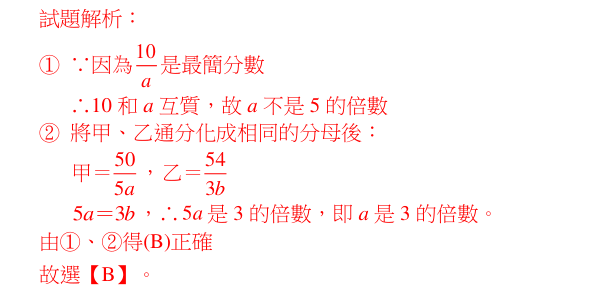 試題解析：
① ∵因為10/a是最簡分數
∴10 和 a 互質，故 a 不是 5 的倍數
② 將甲、乙通分化成相同的分母後：
甲＝50/5a，乙＝54/3b
5a＝3b，∴5a 是 3 的倍數，即 a 是 3 的倍數。
由①、②得(B)正確
故選【B】。